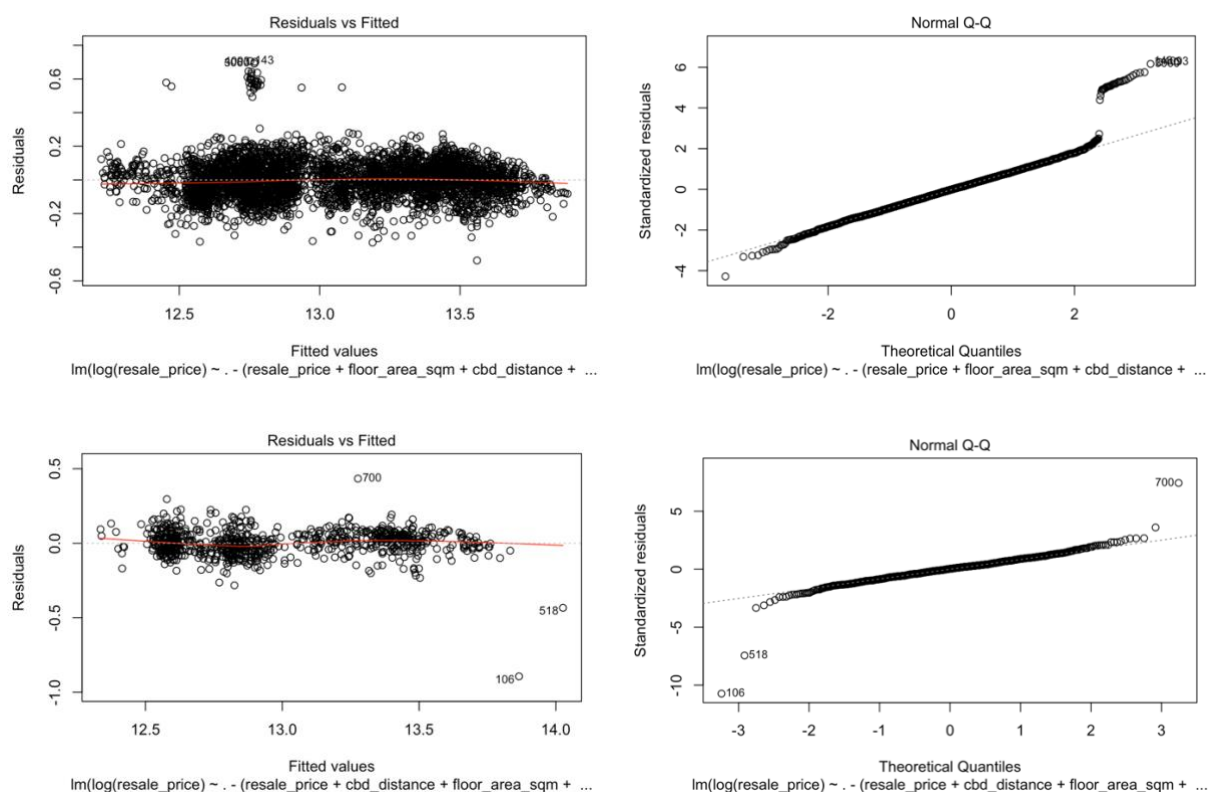 Residuals vs Fitted
143
Residuals
0.6
0.2
-0.2
-0.6
12.5 13.0 13.5
Fitted values
lm(log(resale_price) ~ . - (resale_price + floor_area_sqm + cbd_distance + ...
Normal Q-Q
Standardized residuals
6
4
2
0
-2
-4
-2 0 2
Theoretical Quantiles
lm(log(resale_price) ~ . - (resale_price + floor_area_sqm + cbd_distance + ...
Residuals vs Fitted
700
518
106
Residuals
0.5
0.0
-0.5
-1.0
12.5 13.0 13.5 14.0
Fitted values
lm(log(resale_price) ~ . - (resale_price + cbd_distance + floor_area_sqm + ...
Normal Q-Q
700
518
106
Standardized residuals
5
0
-5
-10
-3 -2 -1 0 1 2 3
Theoretical Quantiles
lm(log(resale_price) ~ . - (resale_price + cbd_distance + floor_area_sqm + ...